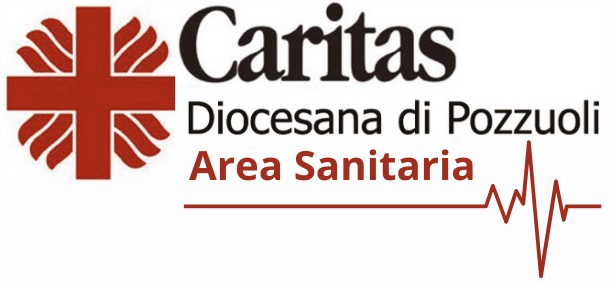 Caritas
Diocesana di Pozzuoli
Area Sanitaria